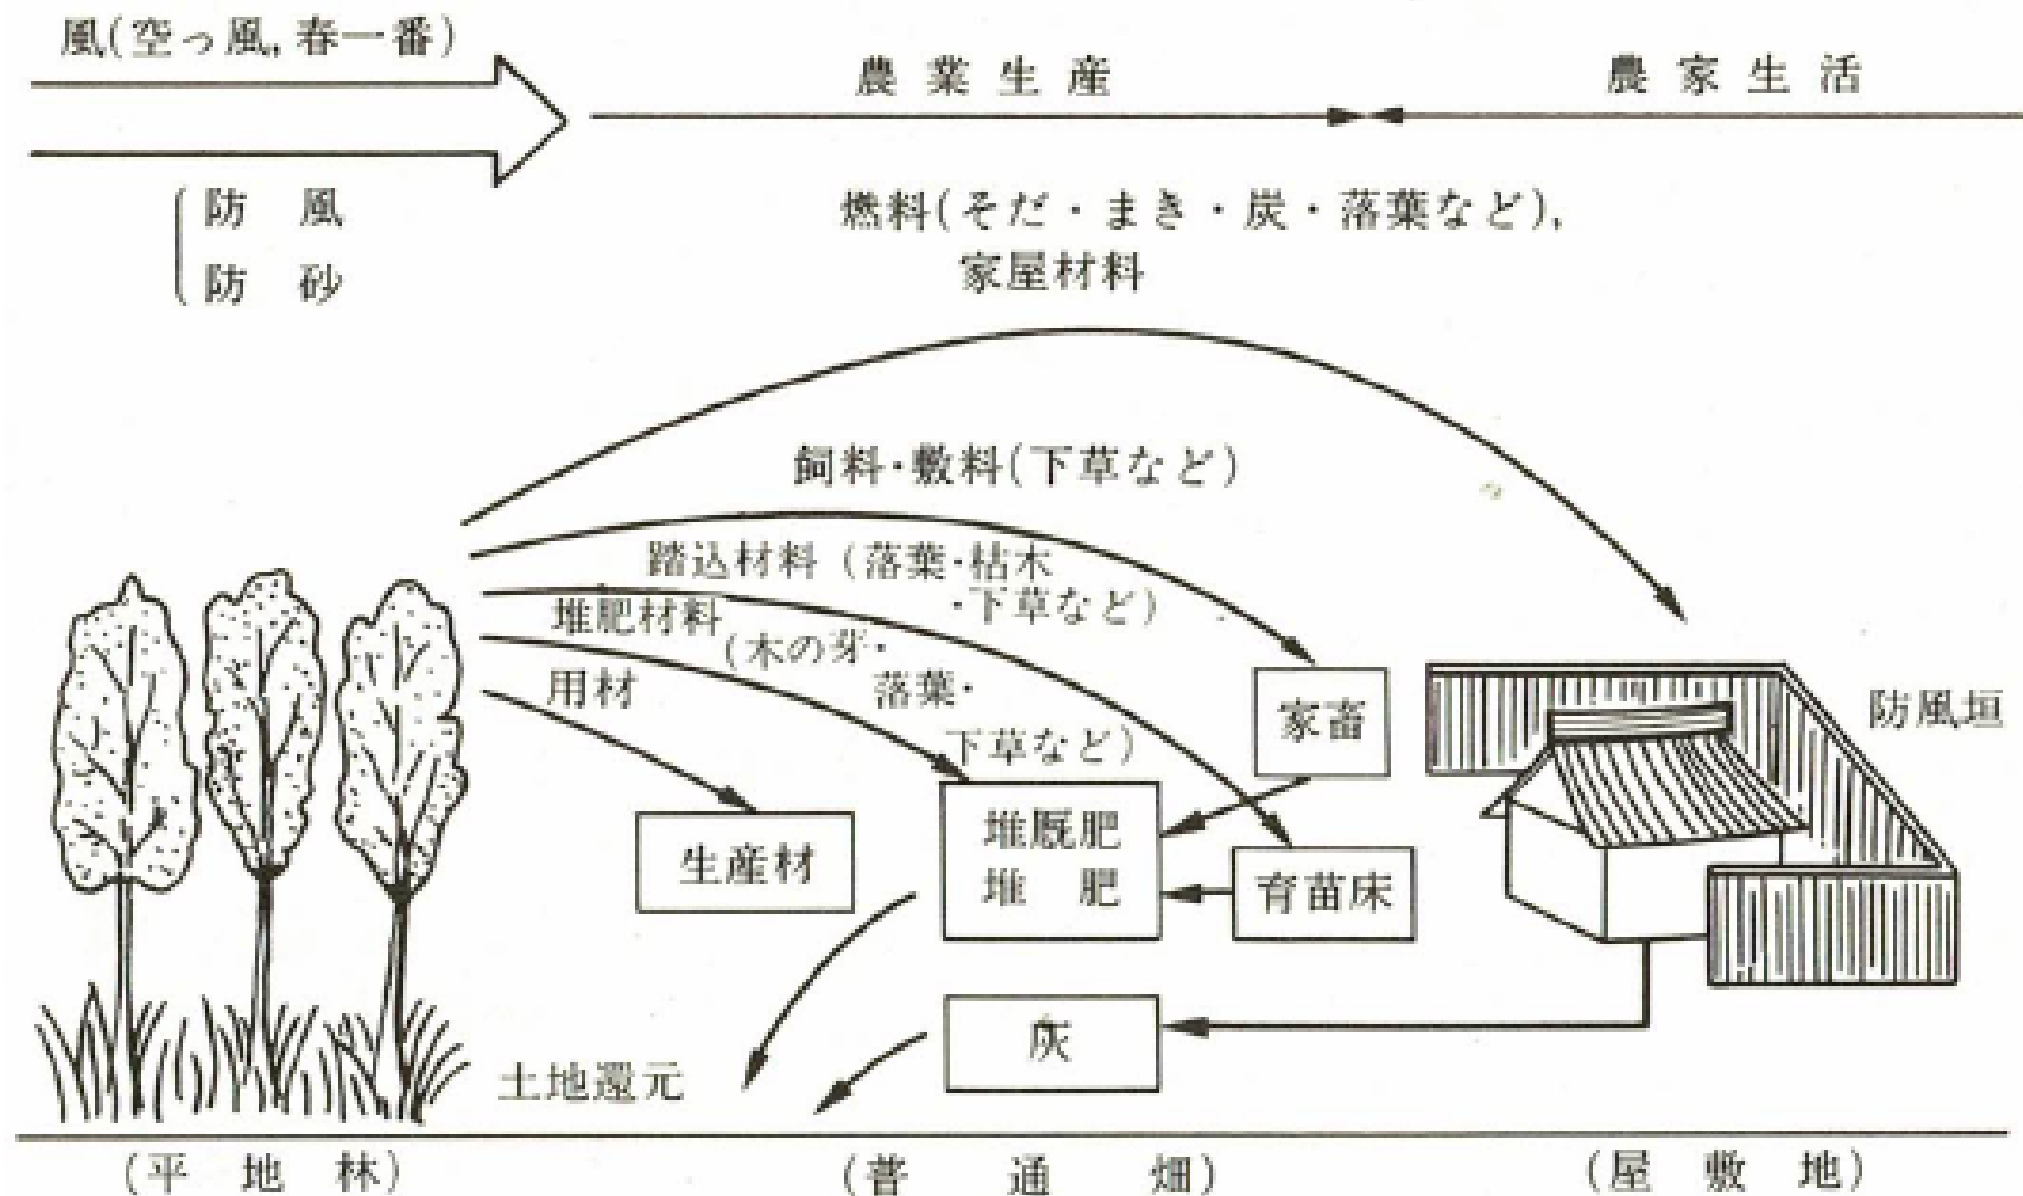 風(空っ風,春一番)
農業生産
農家生活
防風
防砂
燃料(そだ・まき・炭・落葉など),
家屋材料
飼料・敷料(下草など)
踏込材料(落葉・枯木
・下草など)
堆肥材料
(木の芽・
落葉・
下草など)
用材
家畜
防風垣
生産材
堆厩肥
堆肥
育苗床
灰
土地還元
(平地林)
(普通畑)
(屋敷地)